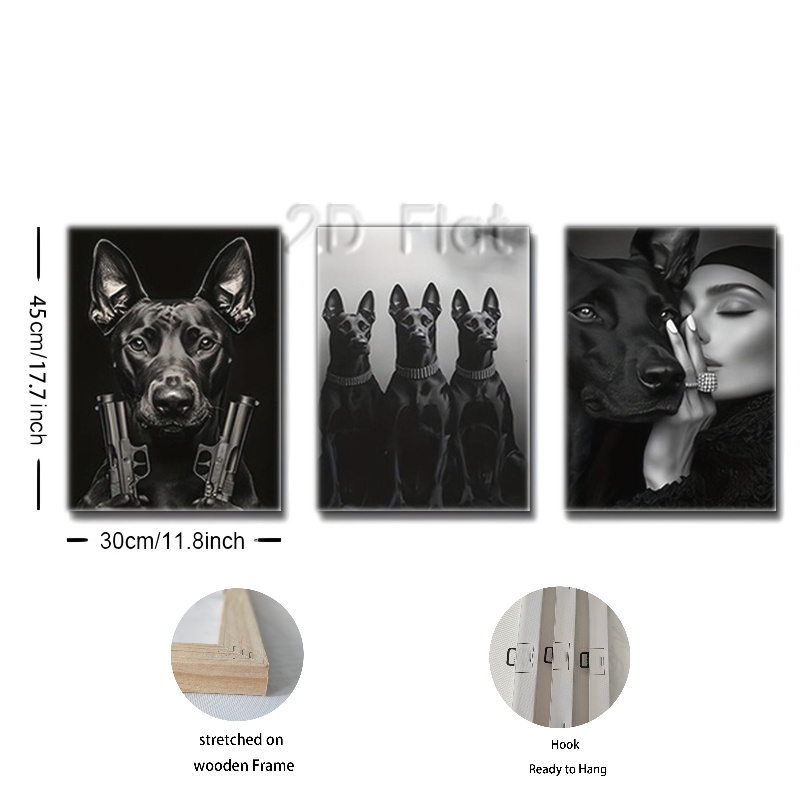 2D Flat
45cm/17.7inch
30cm/11.8inch
stretched on
wooden Frame
Hook
Ready to Hang